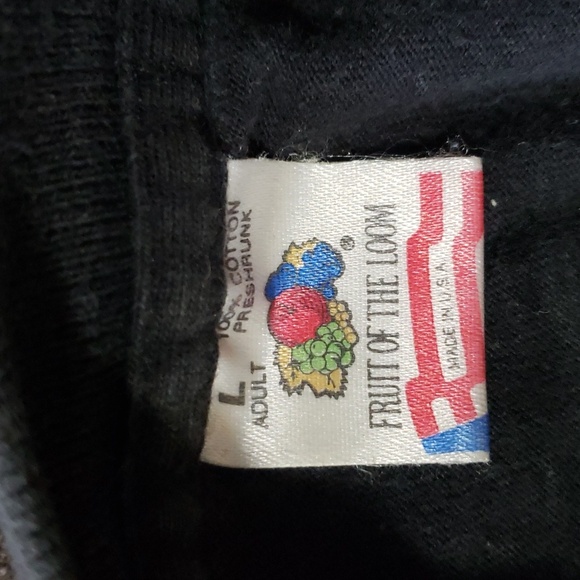 100% COTTON
PRESHRUNK
L
ADULT
®
FRUIT OF THE LOOM
MADE IN U.S.A.